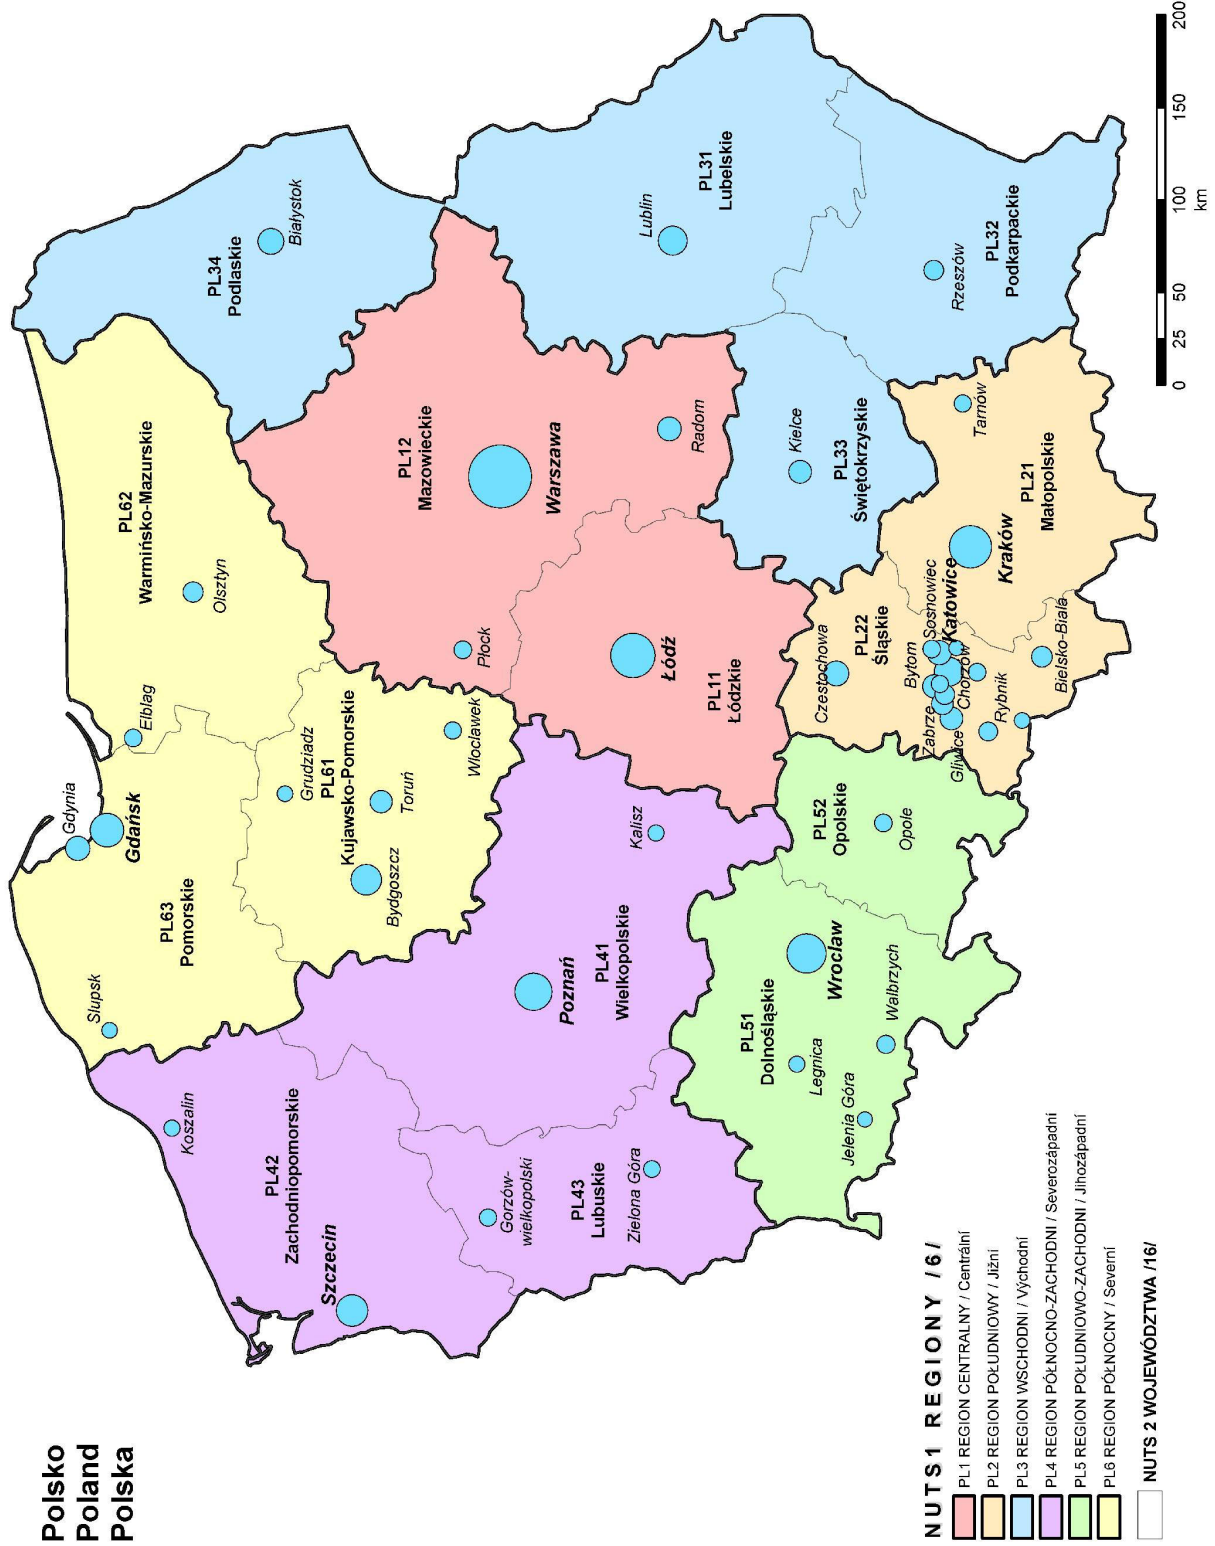 Polsko
Poland
Polska
Słupsk
Koszalin
Gdynia
Gdańsk
PL63
Pomorskie
Elblag
PL62
Warmińsko-Mazurskie
Olsztyn
PL34
Podlaskie
Białystok
PL42
Zachodniopomorskie
Szczecin
Grudziadz
PL61
Kujawsko-Pomorskie
Toruń
Bydgoszcz
Wloclawek
PL12
Mazowieckie
Płock
Warszawa
Radom
Gorzów-
wielkopolski
PL43
Lubuskie
Zielona Góra
Poznań
PL41
Wielkopolskie
Kalisz
Łódź
PL11
Łódzkie
Lublin
PL31
Lubelskie
PL51
Dolnośląskie
Legnica
Wroclaw
Jelenia Góra
Walbrzych
PL52
Opolskie
Opole
Czestochowa
PL22
Śląskie
Kielce
PL33
Świętokrzyskie
Bytom
Sosnowiec
Katowice
Zabrze
Chorzów
Gliwice
Rybnik
Bielsko-Biala
Kraków
PL21
Małopolskie
Tarnów
Rzeszów
PL32
Podkarpackie
NUTS1 REGIONY /6/
PL1 REGION CENTRALNY / Centrální
PL2 REGION POŁUDNIOWY / Jižní
PL3 REGION WSCHODNI / Východní
PL4 REGION PÓŁNOCNO-ZACHODNI / Severozápadní
PL5 REGION POŁUDNIOWO-ZACHODNI / Jihozápadní
PL6 REGION PÓŁNOCNY / Severní
NUTS 2 WOJEWÓDZTWA /16/
0 25 50 100 150 200
km